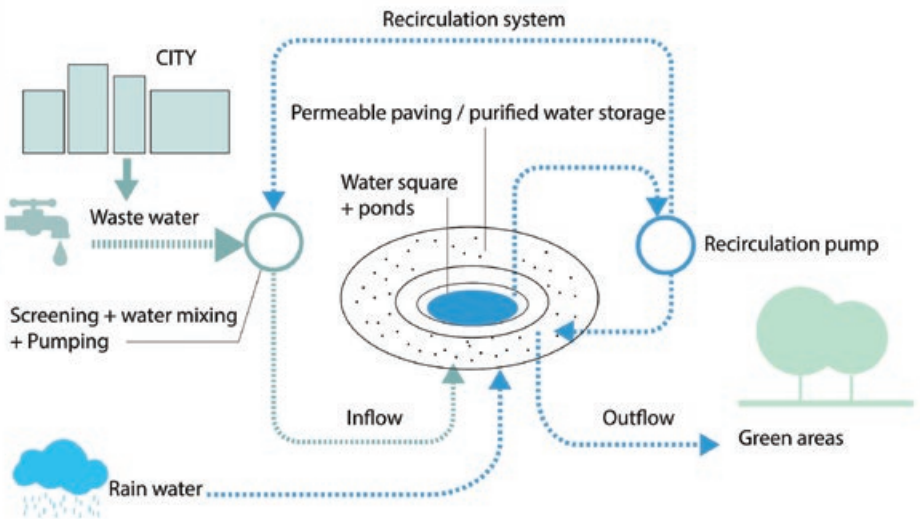 Recirculation system
CITY
Permeable paving / purified water storage
Water square
+ ponds
Waste water
Recirculation pump
Screening + water mixing
+ Pumping
Inflow
Outflow
Green areas
Rain water